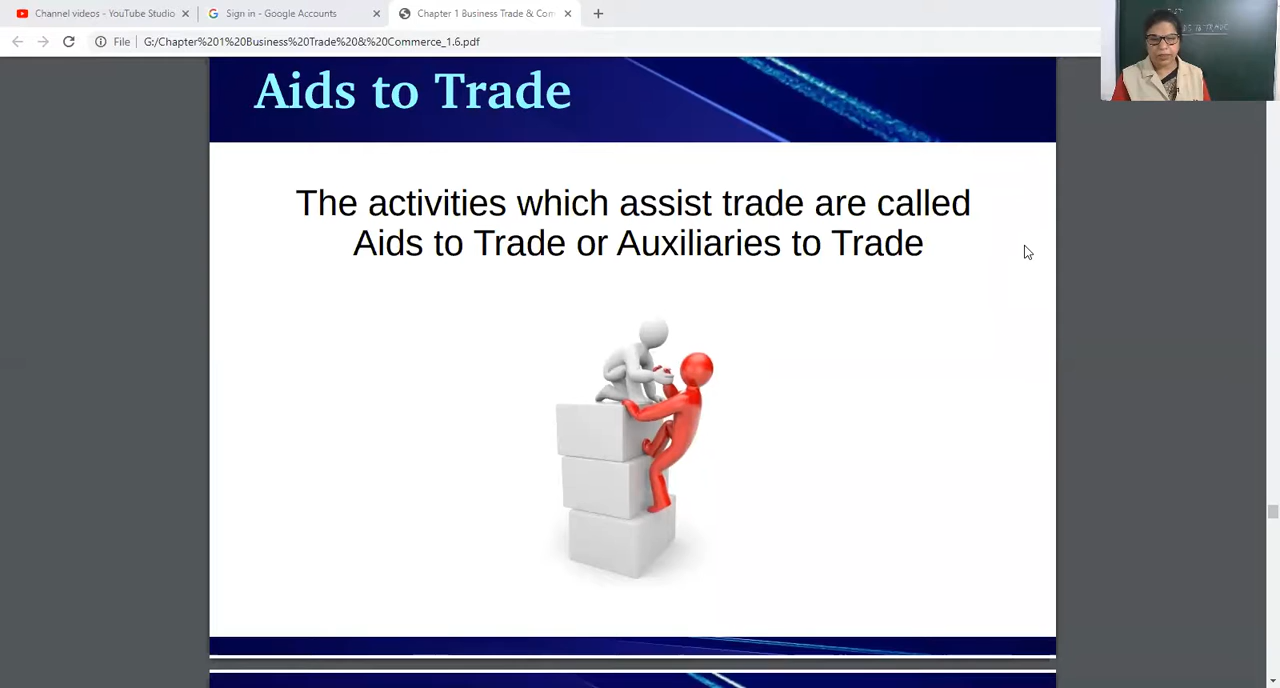 Channel videos - YouTube Studio
Sign in - Google Accounts
Chapter 1 Business Trade & Com
File
G:/Chapter%201%20Business%20Trade%20&%20Commerce_1.6.pdf
Aids to Trade
The activities which assist trade are called
Aids to Trade or Auxiliaries to Trade